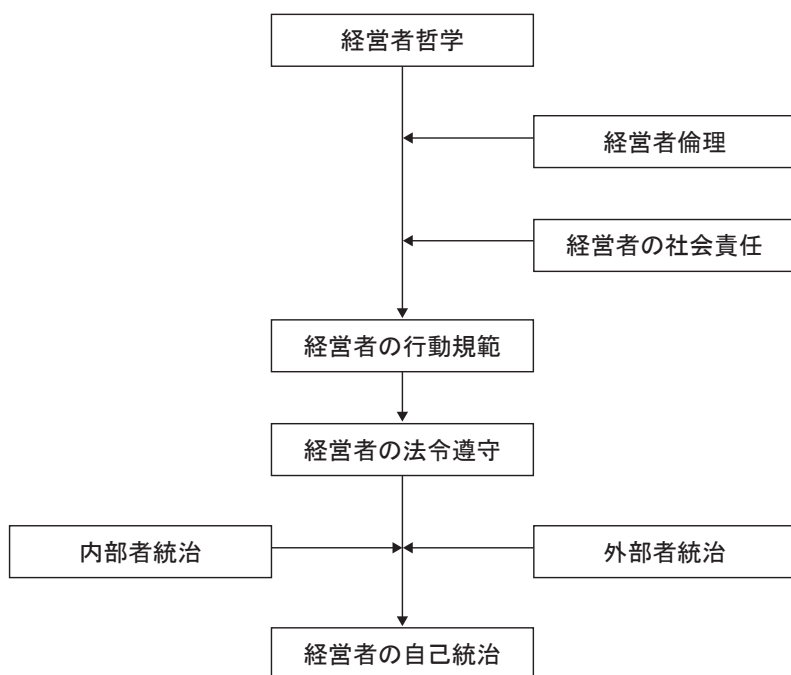 経営者哲学
経営者倫理
経営者の社会責任
経営者の行動規範
経営者の法令遵守
内部者統治
外部者統治
経営者の自己統治